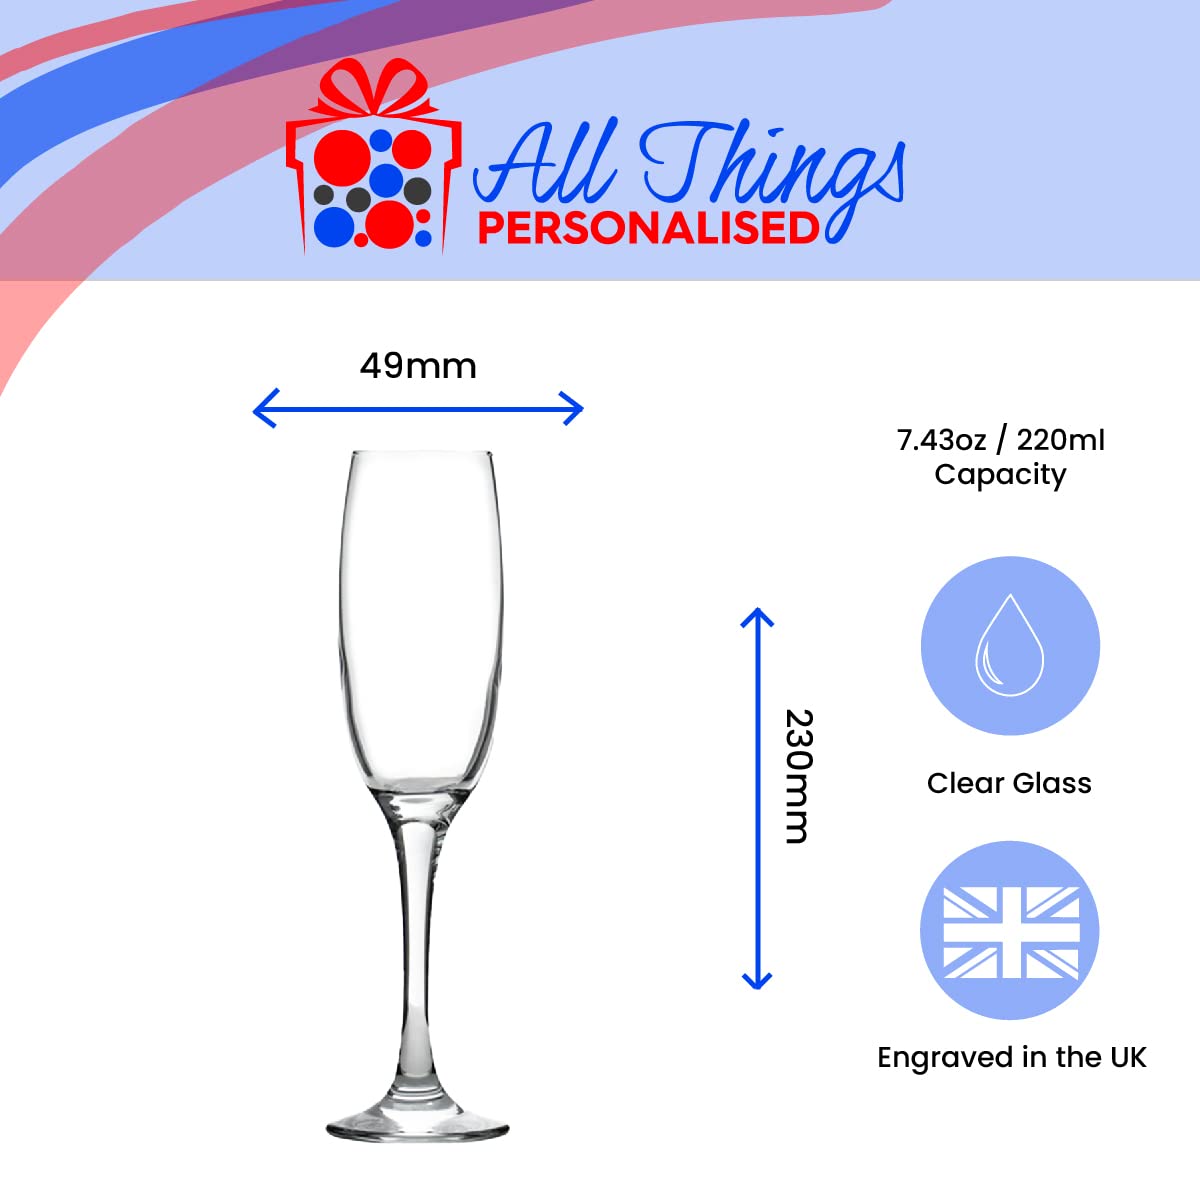 All Things
PERSONALISED
49mm
7.43oz / 220ml
Capacity
230mm
Clear Glass
Engraved in the UK